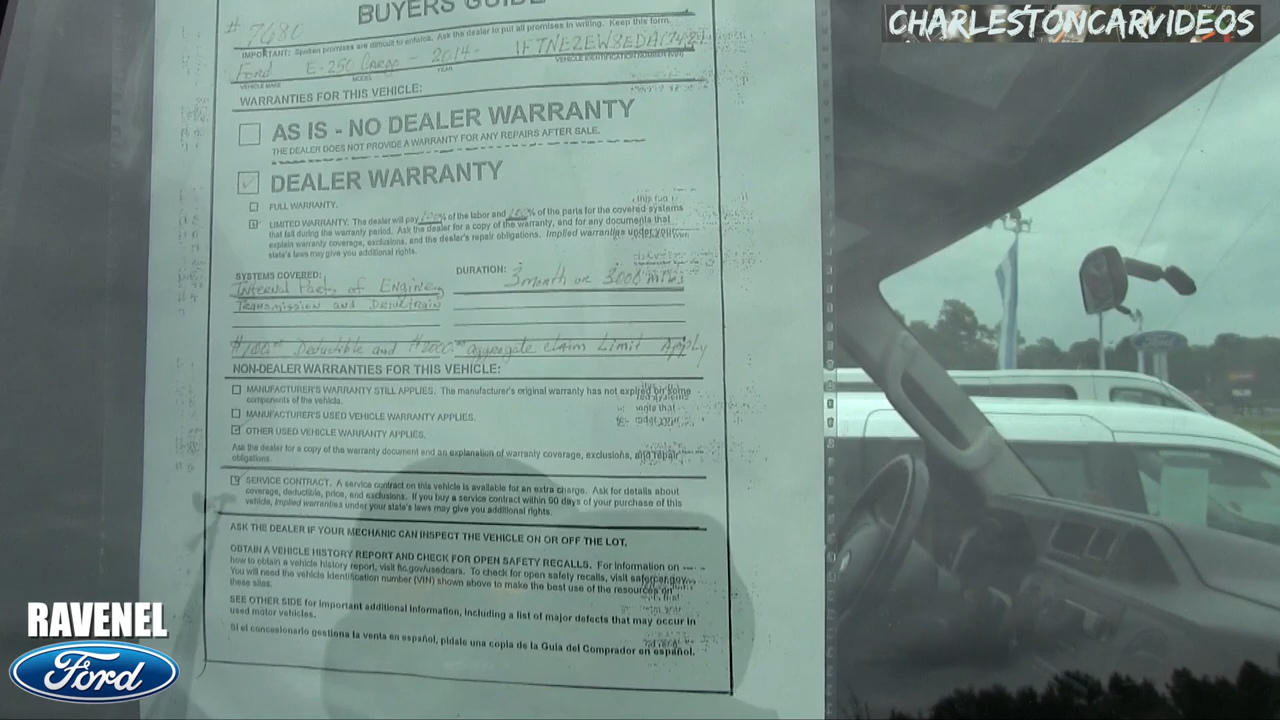 CHARLESTONCARVIDEOS
BUYERS GUIDE
# 7680
IMPORTANT: Spoken promises are difficult to enforce. Ask the dealer to put all promises in writing. Keep this form.
Ford E-250 Cargo - 2014 -
VEHICLE MAKE MODEL YEAR VEHICLE IDENTIFICATION NUMBER (VIN)
WARRANTIES FOR THIS VEHICLE:
AS IS - NO DEALER WARRANTY
THE DEALER DOES NOT PROVIDE A WARRANTY FOR ANY REPAIRS AFTER SALE.
DEALER WARRANTY
FULL WARRANTY.
LIMITED WARRANTY. The dealer will pay 100% of the labor and 100% of the parts for the covered systems
that fail during the warranty period. Ask the dealer for a copy of the warranty, and for any documents that
explain warranty coverage, exclusions, and the dealer's repair obligations. Implied warranties under your
state's laws may give you additional rights.
SYSTEMS COVERED: DURATION:
Internal Parts of Engine, 3 month or 3000 miles
Transmission and Drivetrain
$100.00 Deductible and $2000.00 aggregate claim Limit Apply
NON-DEALER WARRANTIES FOR THIS VEHICLE:
MANUFACTURER'S WARRANTY STILL APPLIES. The manufacturer's original warranty has not expired on some
components of the vehicle.
MANUFACTURER'S USED VEHICLE WARRANTY APPLIES.
OTHER USED VEHICLE WARRANTY APPLIES.
Ask the dealer for a copy of the warranty document and an explanation of warranty coverage, exclusions, and repair
obligations.
SERVICE CONTRACT. A service contract on this vehicle is available for an extra charge. Ask for details about
coverage, deductible, price, and exclusions. If you buy a service contract within 90 days of your purchase of this
vehicle, implied warranties under your state's laws may give you additional rights.
ASK THE DEALER IF YOUR MECHANIC CAN INSPECT THE VEHICLE ON OR OFF THE LOT.
OBTAIN A VEHICLE HISTORY REPORT AND CHECK FOR OPEN SAFETY RECALLS. For information on
how to obtain a vehicle history report, visit ftc.gov/usedcars. To check for open safety recalls, visit safercar.gov.
You will need the vehicle identification number (VIN) shown above to make the best use of the resources on
these sites.
SEE OTHER SIDE for important additional information, including a list of major defects that may occur in
used motor vehicles.
Si el concesionario gestiona la venta en español, pídale una copia de la Guía del Comprador en español.
RAVENEL
Ford